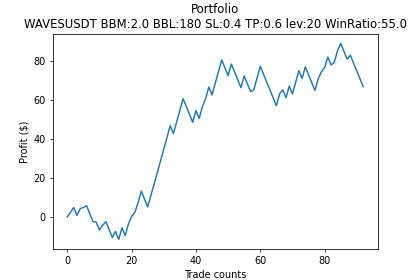 Portfolio
WAVESUSDT BBM:2.0 BBL:180 SL:0.4 TP:0.6 lev:20 WinRatio:55.0
80
60
40
20
0
Profit ($)
0
20
40
60
80
Trade counts